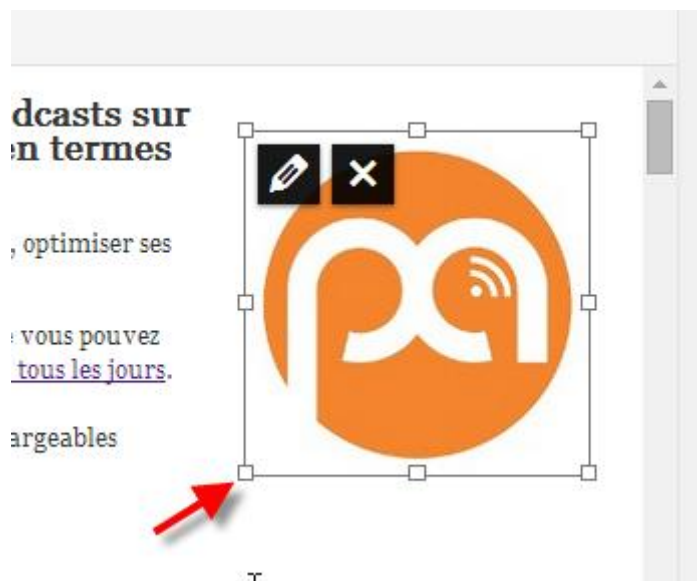 dcasts sur
en termes
, optimiser ses
vous pouvez
tous les jours.
argeables